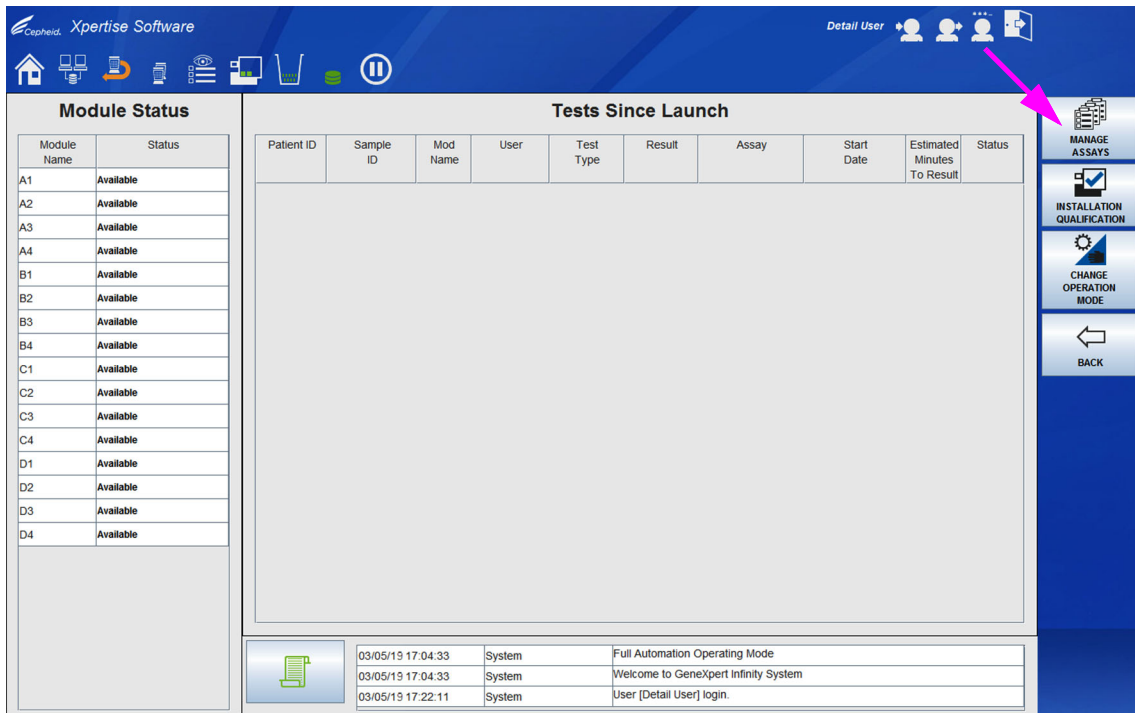 Cepheid. Xpertise Software
Detail User
Module Status
Module Name
Status
A1 Available
A2 Available
A3 Available
A4 Available
B1 Available
B2 Available
B3 Available
B4 Available
C1 Available
C2 Available
C3 Available
C4 Available
D1 Available
D2 Available
D3 Available
D4 Available
Tests Since Launch
Patient ID
Sample ID
Mod Name
User
Test Type
Result
Assay
Start Date
Estimated Minutes To Result
Status
03/05/19 17:04:33 System Full Automation Operating Mode
03/05/19 17:04:33 System Welcome to GeneXpert Infinity System
03/05/19 17:22:11 System User [Detail User] login.
MANAGE
ASSAYS
INSTALLATION
QUALIFICATION
CHANGE
OPERATION
MODE
BACK